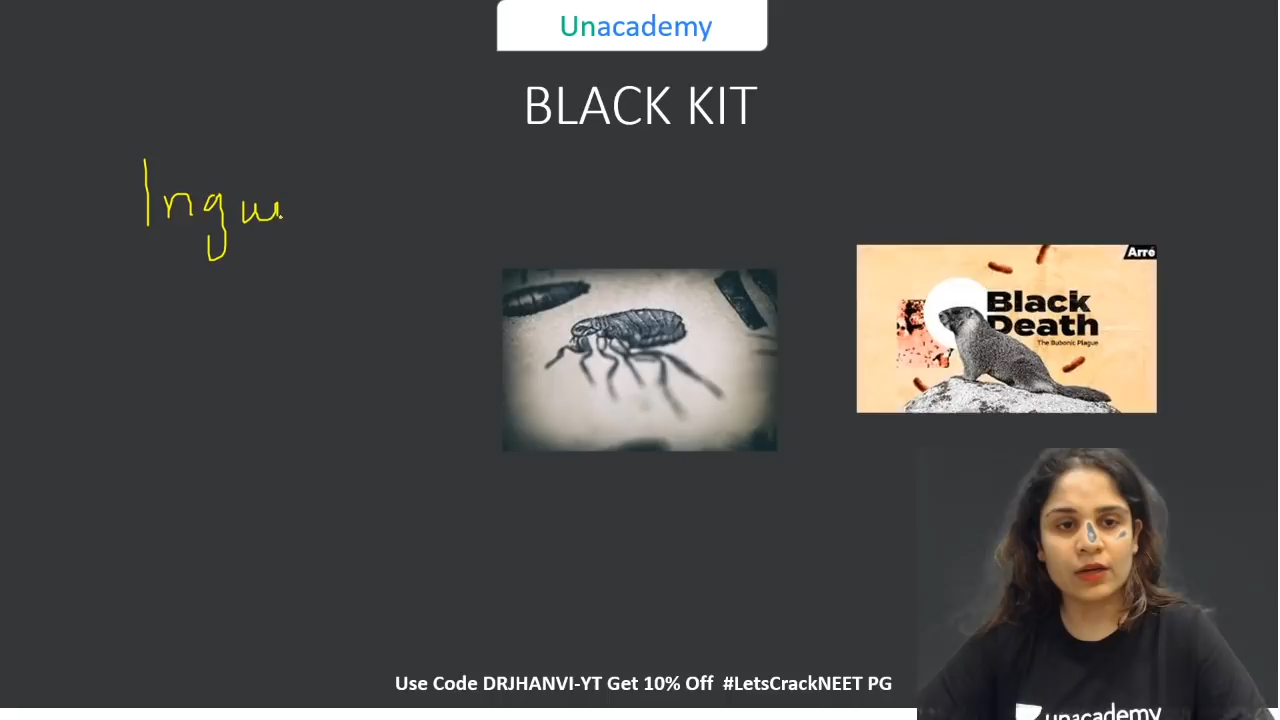 Unacademy
BLACK KIT
Ingu
Arré
Black
Death
The Bubonic Plague
Use Code DRJHANVI-YT Get 10% Off #LetsCrackNEET PG
unacademy